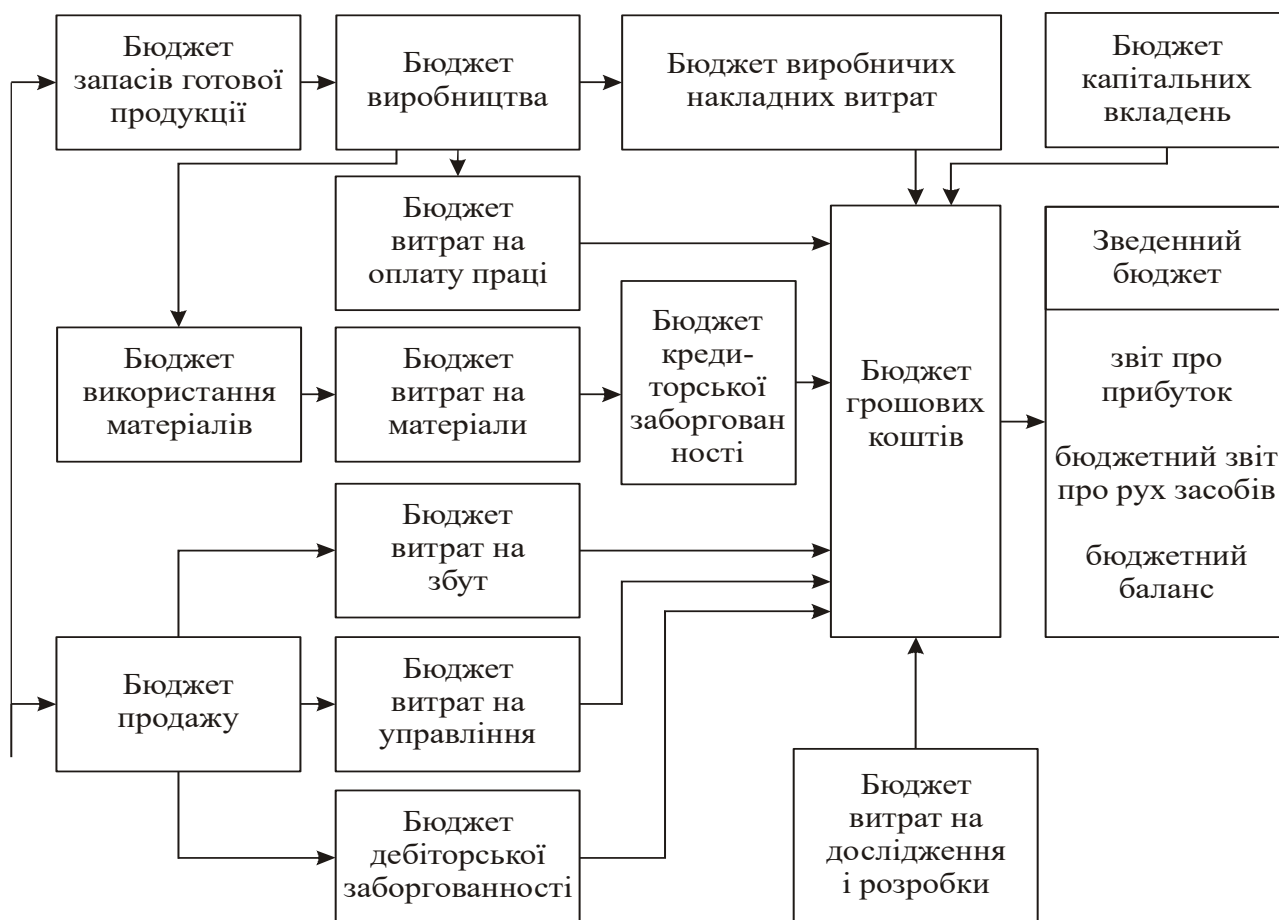 Бюджет
запасів готової
продукції
Бюджет
виробництва
Бюджет виробничих
накладних витрат
Бюджет
капітальних
вкладень
Бюджет
витрат на
оплату праці
Зведенний
бюджет
Бюджет
використання
матеріалів
Бюджет
витрат на
матеріали
Бюджет
креди-
торської
заборгован
ності
Бюджет
грошових
коштів
звіт про
прибуток
бюджетний звіт
про рух засобів
бюджетний
баланс
Бюджет
витрат на
збут
Бюджет
продажу
Бюджет
витрат на
управління
Бюджет
дебіторської
заборгованності
Бюджет
витрат на
дослідження
і розробки